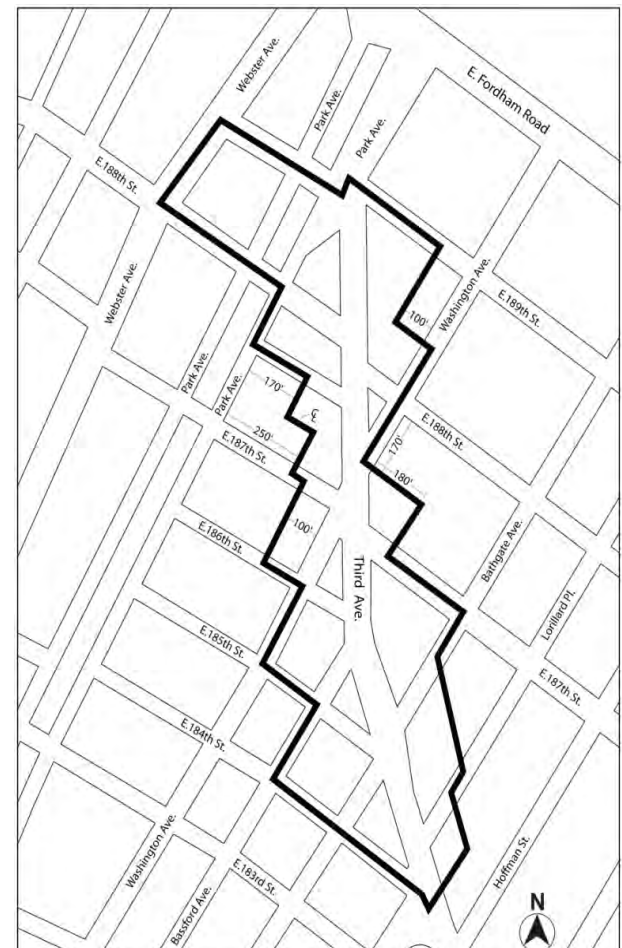 Webster Ave.
Park Ave.
Park Ave.
E. Fordham Road
E.188th St.
Washington Ave.
E.189th St.
100'
Webster Ave.
Park Ave.
Park Ave.
170'
250'
E.187th St.
℄
170'
E.188th St.
180'
100'
E.186th St.
Third Ave.
Bathgate Ave.
Lorillard Pl.
E.185th St.
E.187th St.
E.184th St.
Washington Ave.
Bassford Ave.
E.183rd St.
Hoffman St.
N